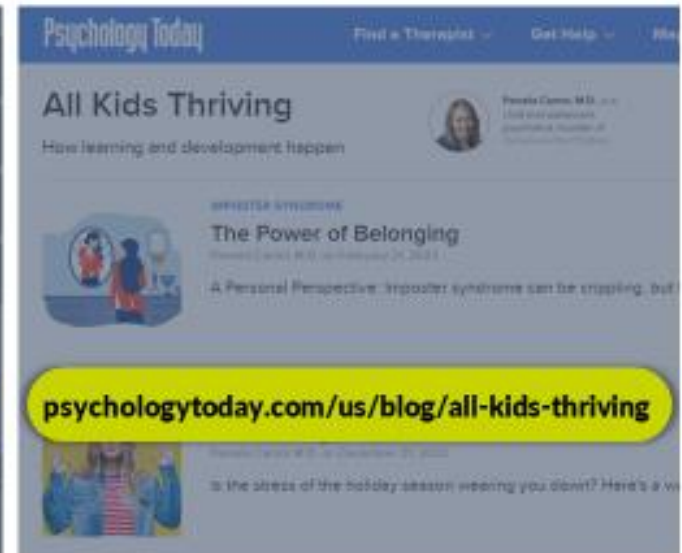 Psychology Today
Find a Therapist
Get Help
All Kids Thriving
How learning and development happen
IMPOSTER SYNDROME
The Power of Belonging
A Personal Perspective: Imposter syndrome can be crippling, but
psychologytoday.com/us/blog/all-kids-thriving
Is the stress of the holiday season wearing you down? Here's a